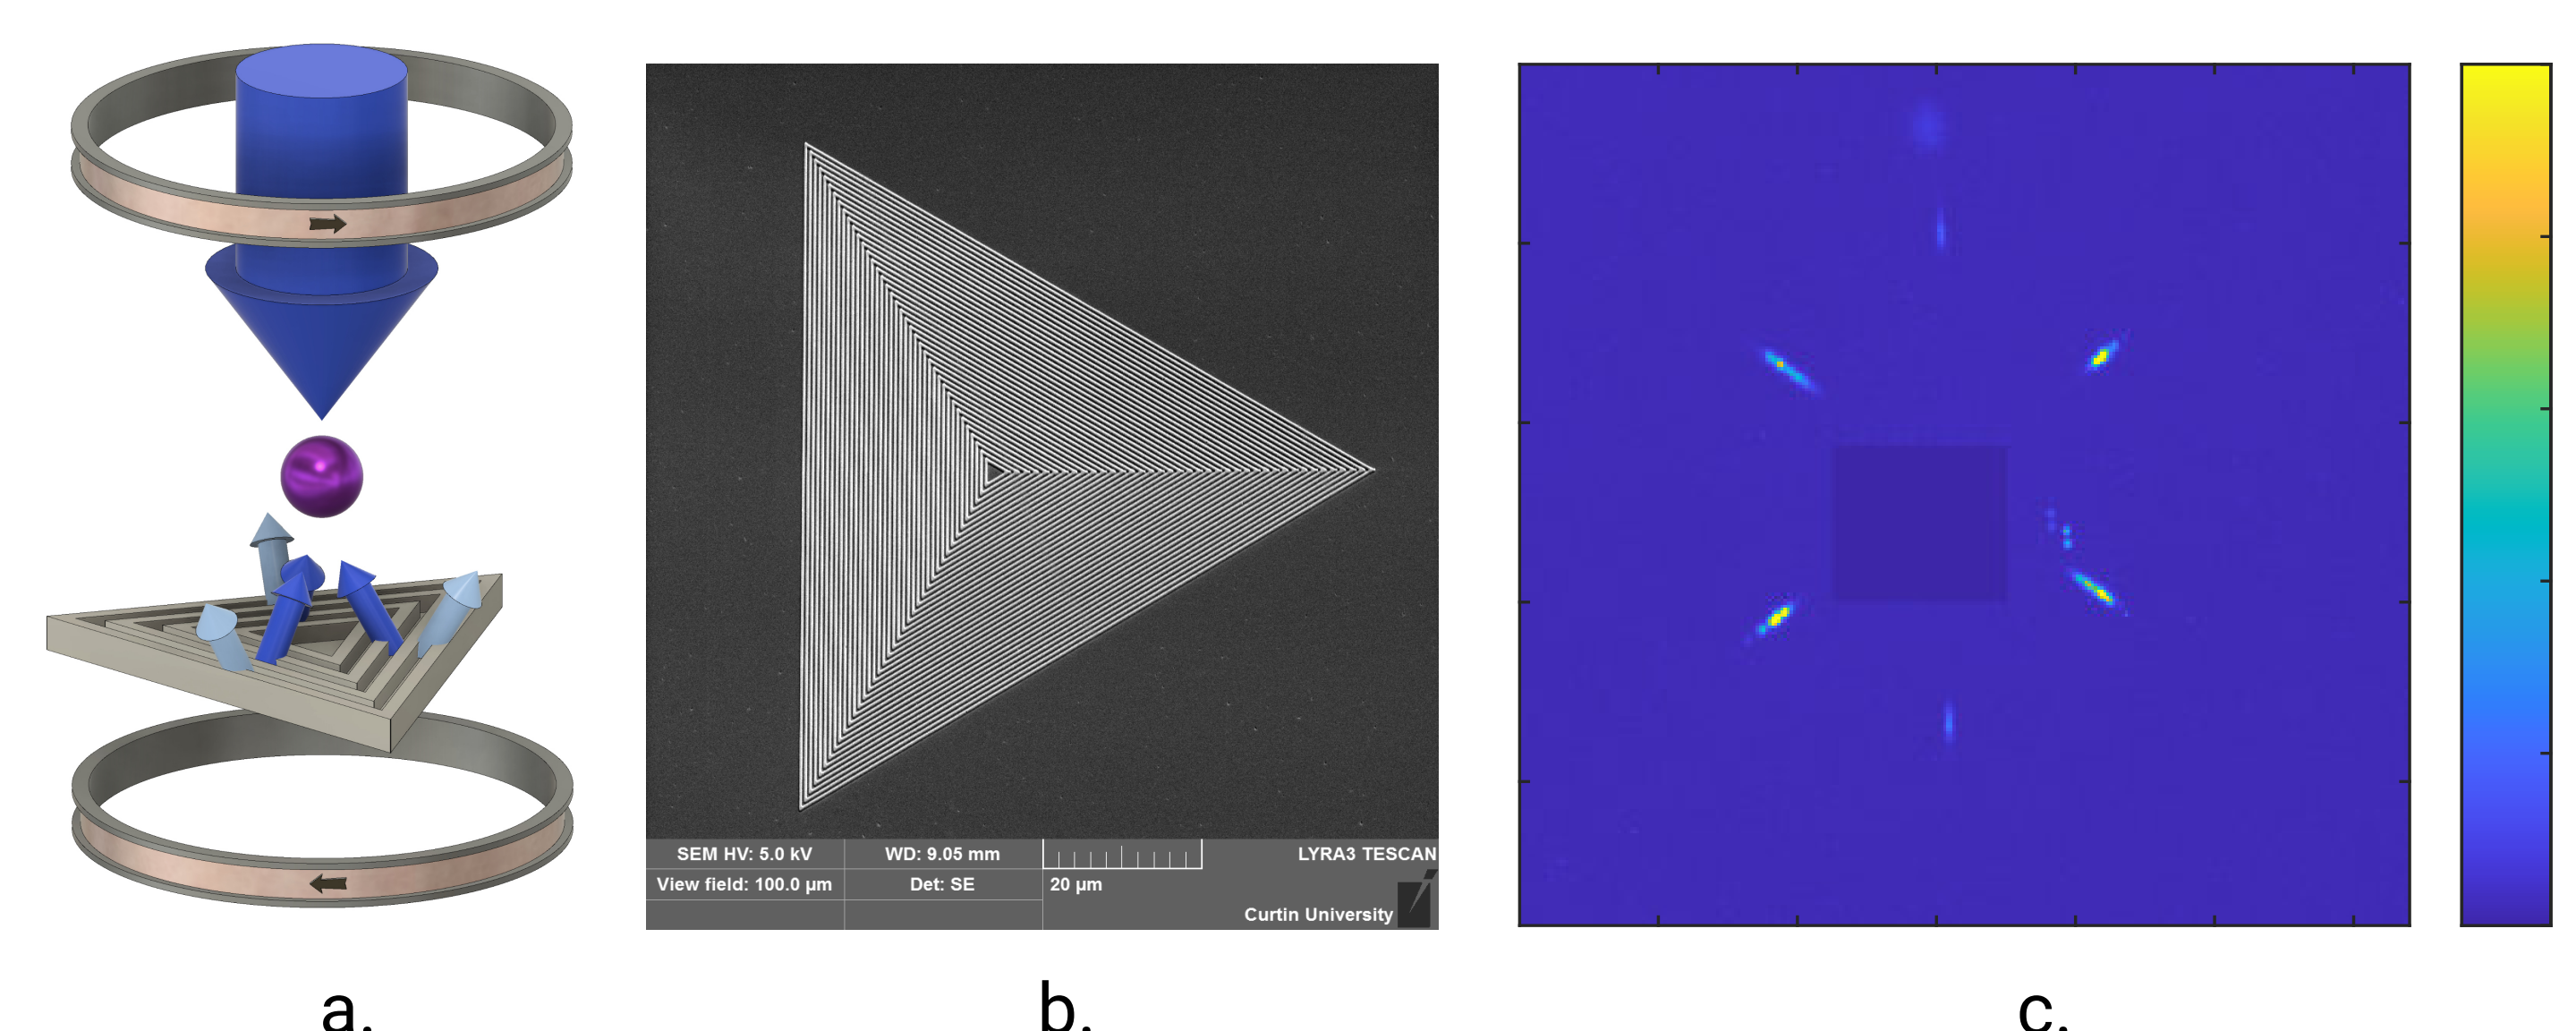 SEM HV: 5.0 kV
WD: 9.05 mm
LYRA3 TESCAN
View field: 100.0 µm
Det: SE
20 µm
Curtin University
a.
b.
c.